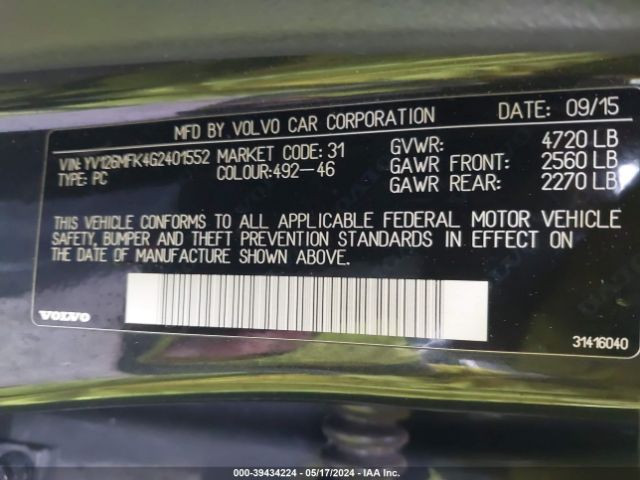 MFD BY VOLVO CAR CORPORATION DATE: 09/15
VIN: YV126MFK4G2401552 MARKET CODE: 31 GVWR: 4720 LB
TYPE: PC COLOUR:492-46 GAWR FRONT: 2560 LB
GAWR REAR: 2270 LB
THIS VEHICLE CONFORMS TO ALL APPLICABLE FEDERAL MOTOR VEHICLE
SAFETY, BUMPER AND THEFT PREVENTION STANDARDS IN EFFECT ON
THE DATE OF MANUFACTURE SHOWN ABOVE.
VOLVO
31416040
000-39434224 — 05/17/2024 — IAA Inc.